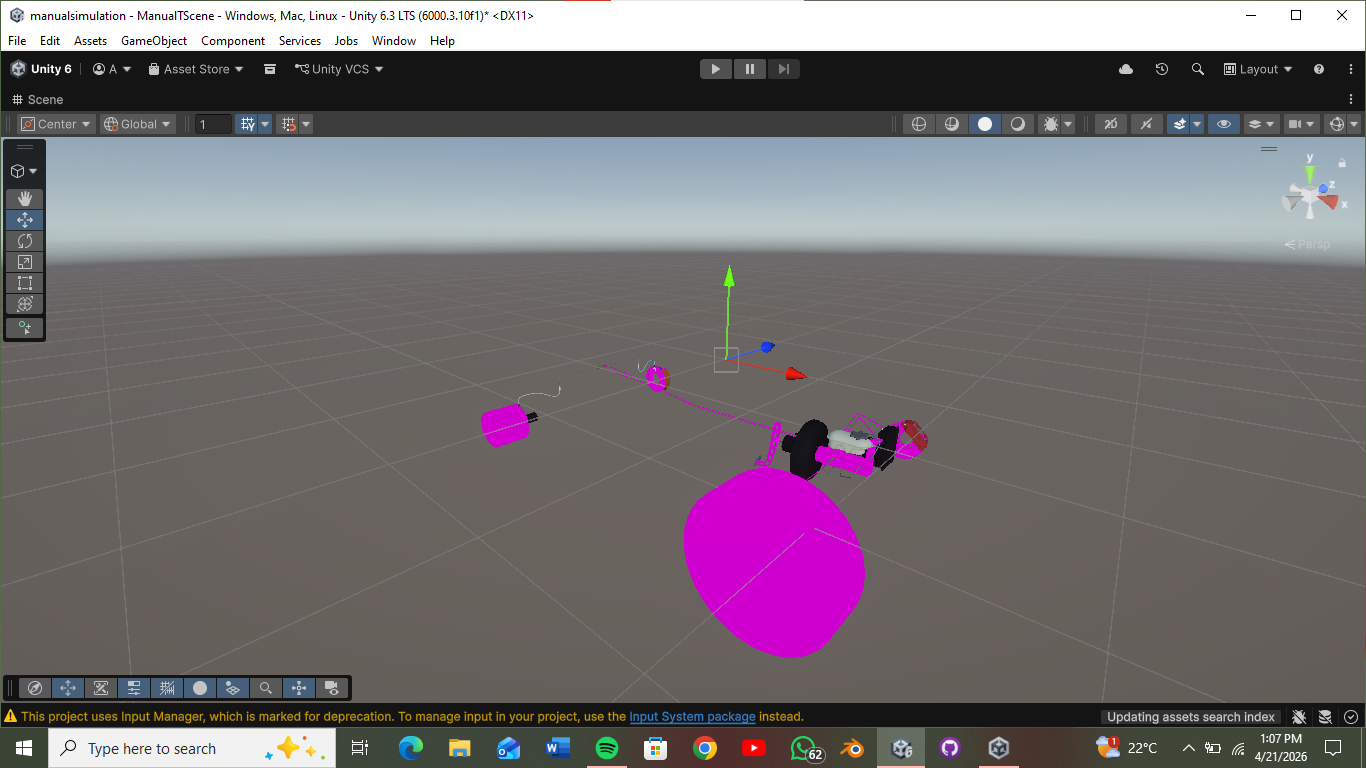 manualsimulation - ManualTScene - Windows, Mac, Linux - Unity 6.3 LTS (6000.3.10f1)* <DX11>
File Edit Assets GameObject Component Services Jobs Window Help
Unity 6 A Asset Store Unity VCS Layout
Scene
Center Global 1 2D
y
z
x
Persp
This project uses Input Manager, which is marked for deprecation. To manage input in your project, use the Input System package instead. Updating assets search index
Type here to search 62 1 22°C 1:07 PM
4/21/2026